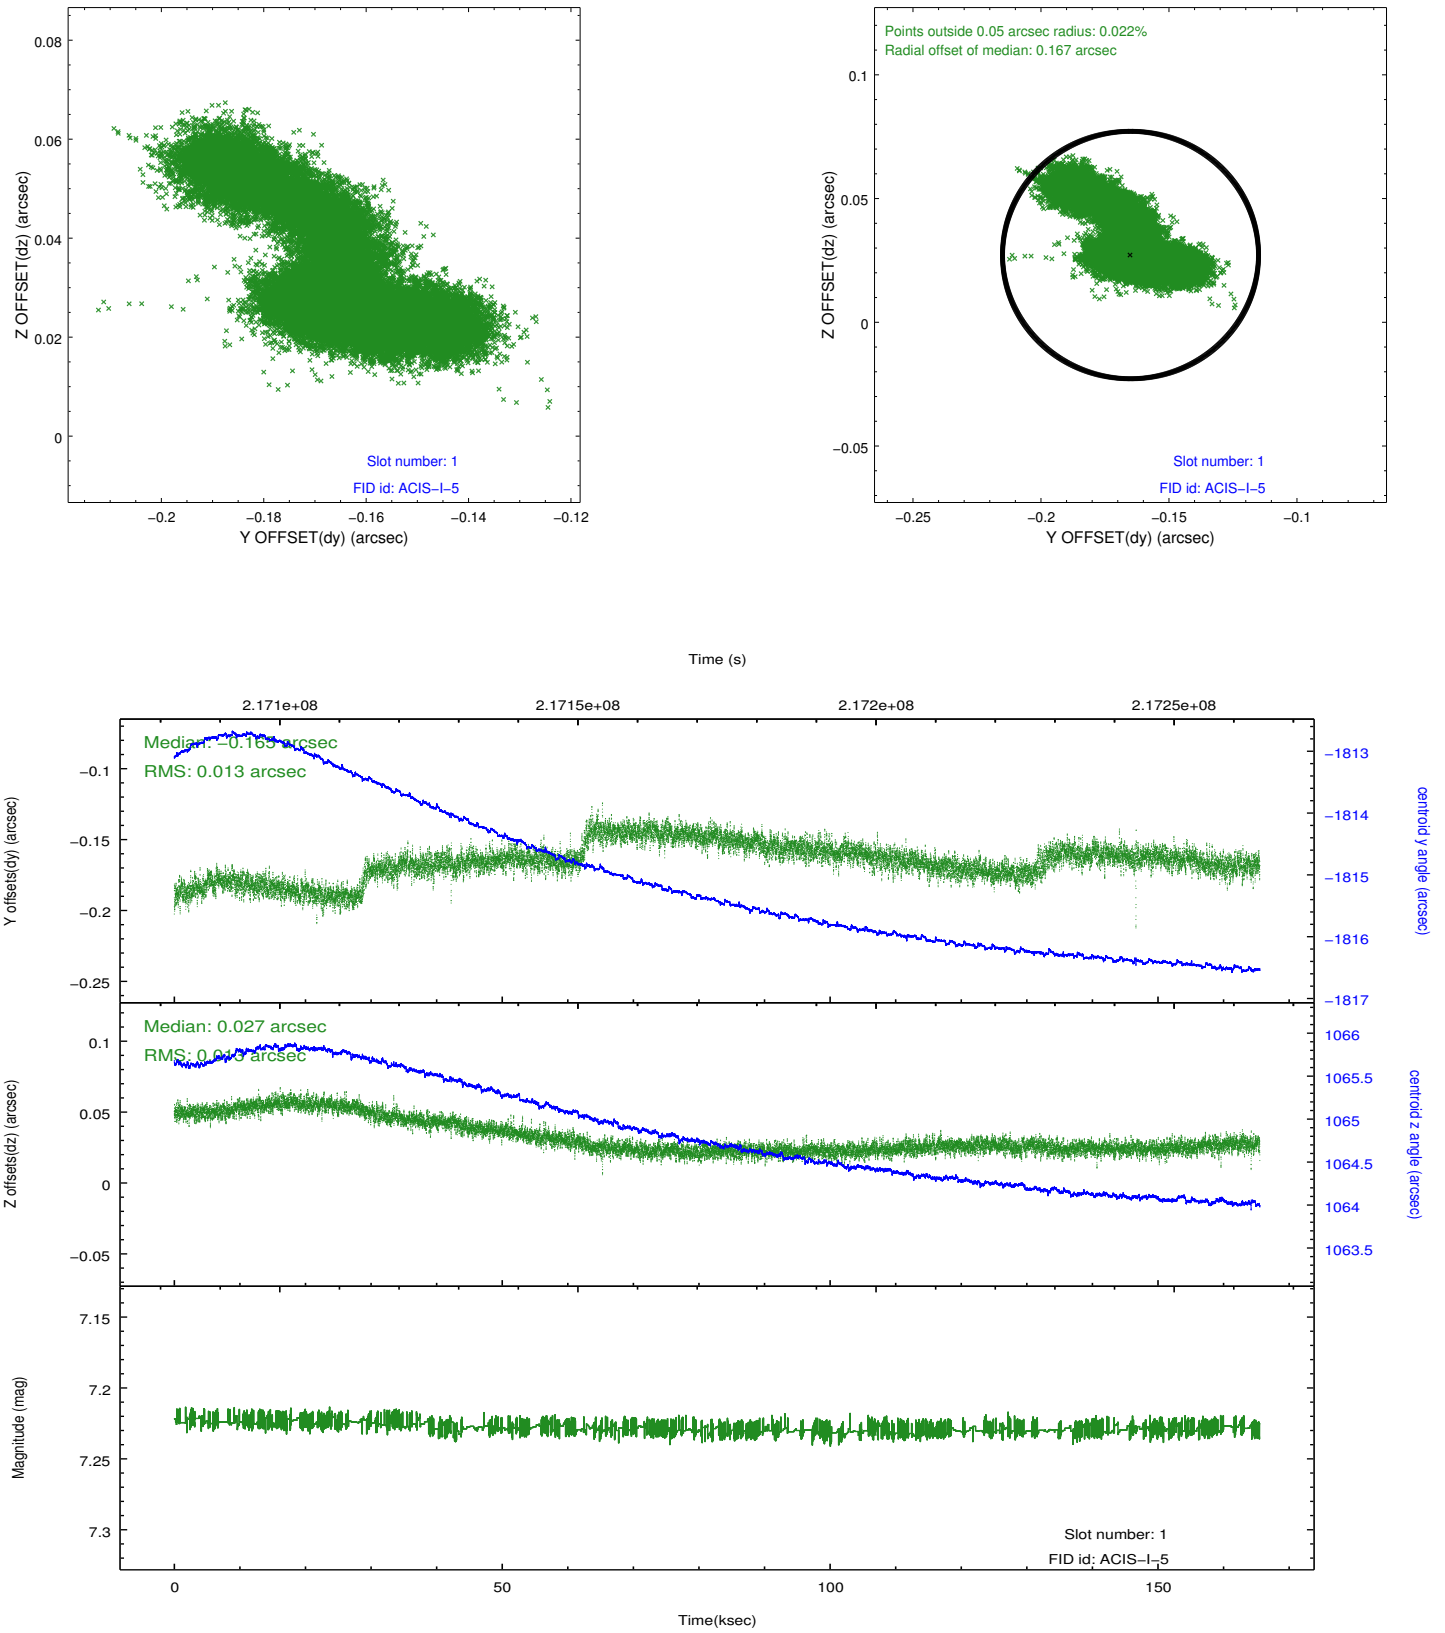 0.08
0.06
0.04
0.02
0
Z OFFSET(dz) (arcsec)
Slot number: 1
FID id: ACIS−I−5
−0.2
−0.18
−0.16
−0.14
−0.12
Y OFFSET(dy) (arcsec)
Points outside 0.05 arcsec radius: 0.022%
Radial offset of median: 0.167 arcsec
0.1
0.05
0
−0.05
Z OFFSET(dz) (arcsec)
Slot number: 1
FID id: ACIS−I−5
−0.25
−0.2
−0.15
−0.1
Y OFFSET(dy) (arcsec)
Time (s)
2.171e+08
2.1715e+08
2.172e+08
2.1725e+08
Median: −0.165 arcsec
RMS: 0.013 arcsec
−0.1
−0.15
−0.2
−0.25
Y offsets(dy) (arcsec)
−1813
−1814
−1815
−1816
−1817
centroid y angle (arcsec)
Median: 0.027 arcsec
RMS: 0.013 arcsec
0.1
0.05
0
−0.05
Z offsets(dz) (arcsec)
1066
1065.5
1065
1064.5
1064
1063.5
centroid z angle (arcsec)
7.15
7.2
7.25
7.3
Magnitude (mag)
Slot number: 1
FID id: ACIS−I−5
0
50
100
150
Time(ksec)